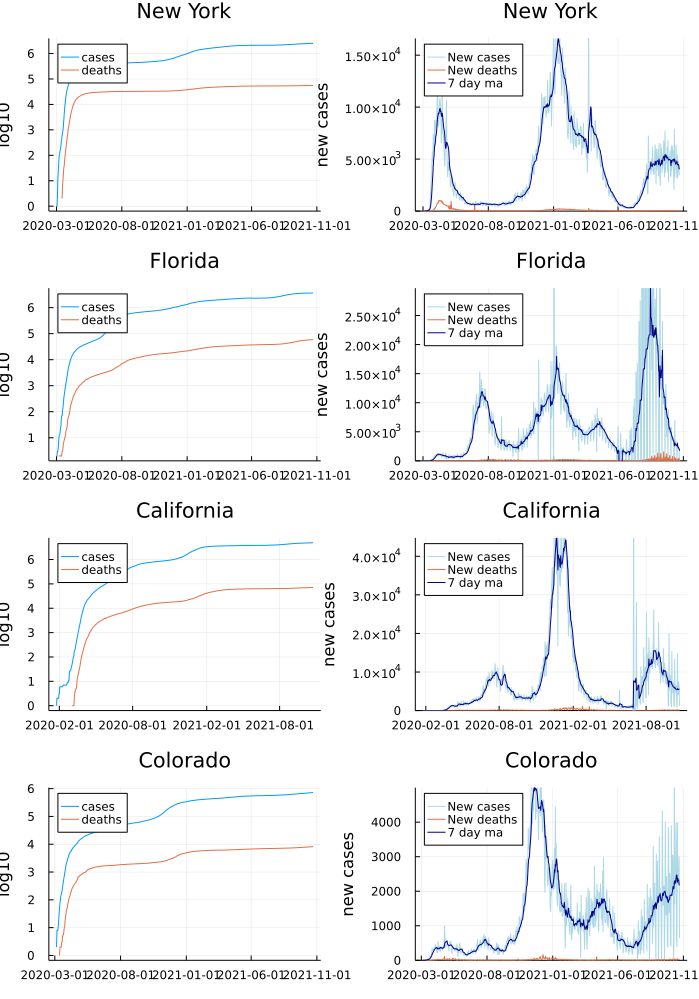 New York
New York
cases
deaths
log10
6
5
4
3
2
1
0
2020-03-01 2020-08-01 2021-01-01 2021-06-01 2021-11-01
New cases
New deaths
7 day ma
new cases
1.50×10⁴
1.00×10⁴
5.00×10³
0
2020-03-01 2020-08-01 2021-01-01 2021-06-01 2021-11
Florida
Florida
cases
deaths
log10
6
5
4
3
2
1
2020-03-01 2020-08-01 2021-01-01 2021-06-01 2021-11-01
New cases
New deaths
7 day ma
new cases
2.50×10⁴
2.00×10⁴
1.50×10⁴
1.00×10⁴
5.00×10³
0
2020-03-01 2020-08-01 2021-01-01 2021-06-01 2021-11
California
California
cases
deaths
log10
6
5
4
3
2
1
0
2020-02-01 2020-08-01 2021-02-01 2021-08-01
New cases
New deaths
7 day ma
new cases
4.0×10⁴
3.0×10⁴
2.0×10⁴
1.0×10⁴
0
2020-02-01 2020-08-01 2021-02-01 2021-08-01
Colorado
Colorado
cases
deaths
log10
6
5
4
3
2
1
0
2020-03-01 2020-08-01 2021-01-01 2021-06-01 2021-11-01
New cases
New deaths
7 day ma
new cases
4000
3000
2000
1000
0
2020-03-01 2020-08-01 2021-01-01 2021-06-01 2021-11